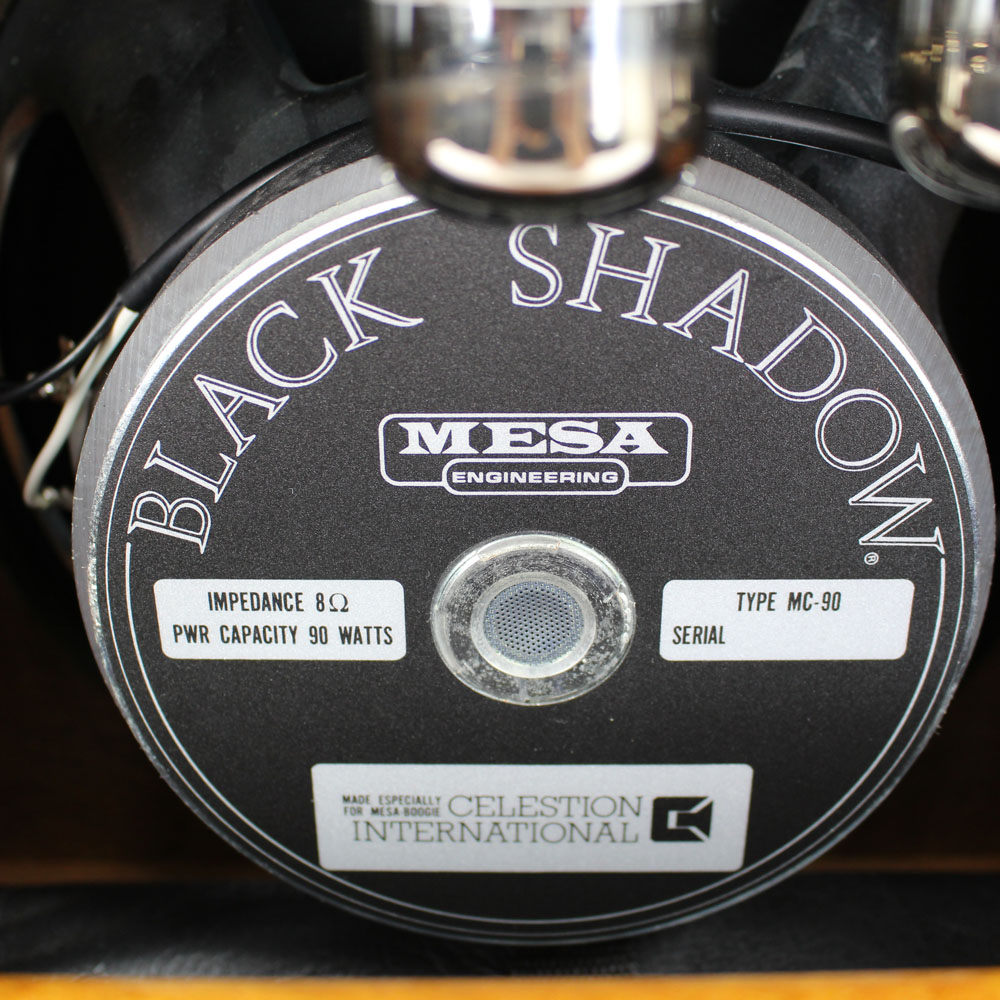 BLACK SHADOW®
MESA
ENGINEERING
IMPEDANCE 8Ω
PWR CAPACITY 90 WATTS
TYPE MC-90
SERIAL
MADE ESPECIALLY
FOR MESA-BOOGIE
CELESTION
INTERNATIONAL